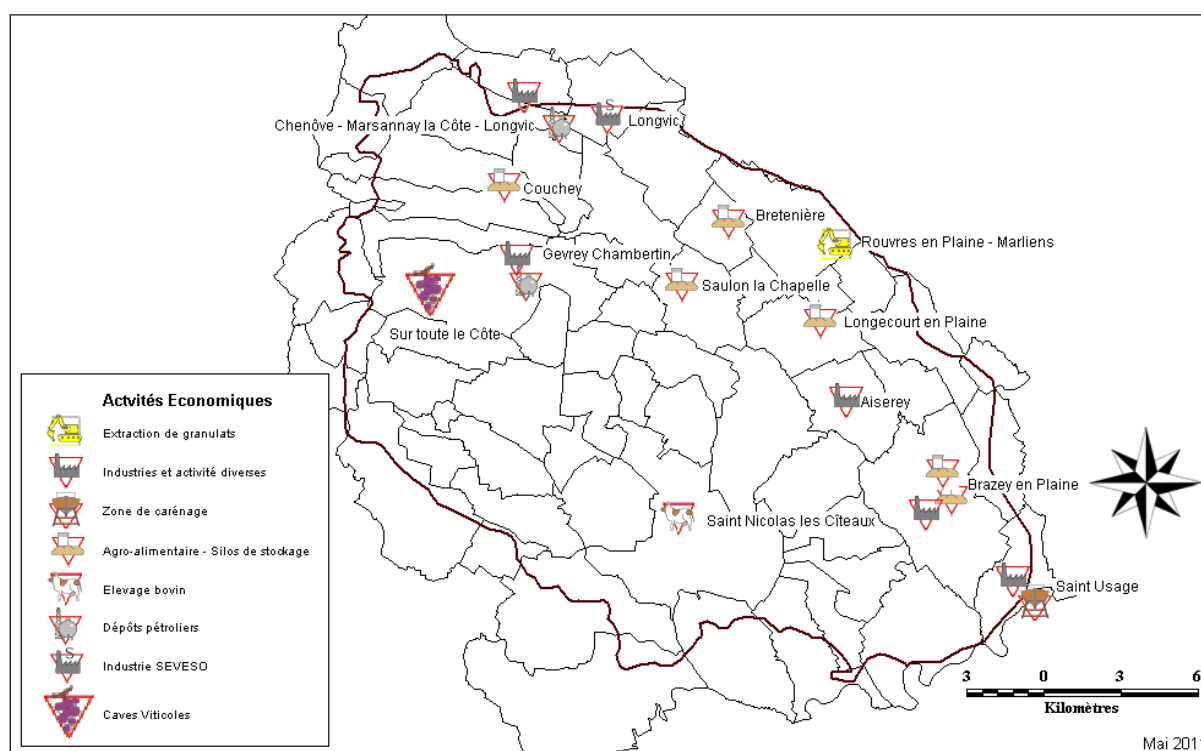 Chenôve - Marsannay la Côte - Longvic
S
Longvic
Couchey
Bretenière
Rouvres en Plaine - Marliens
Gevrey Chambertin
Saulon la Chapelle
Longecourt en Plaine
Sur toute le Côte
Aiserey
Brazey en Plaine
Saint Nicolas les Cîteaux
Saint Usage
Actvités Economiques
Extraction de granulats
Industries et activité diverses
Zone de carénage
Agro-alimentaire - Silos de stockage
Elevage bovin
Dépôts pétroliers
S
Industrie SEVESO
Caves Viticoles
3 0 3 6
Kilomètres
Mai 2011